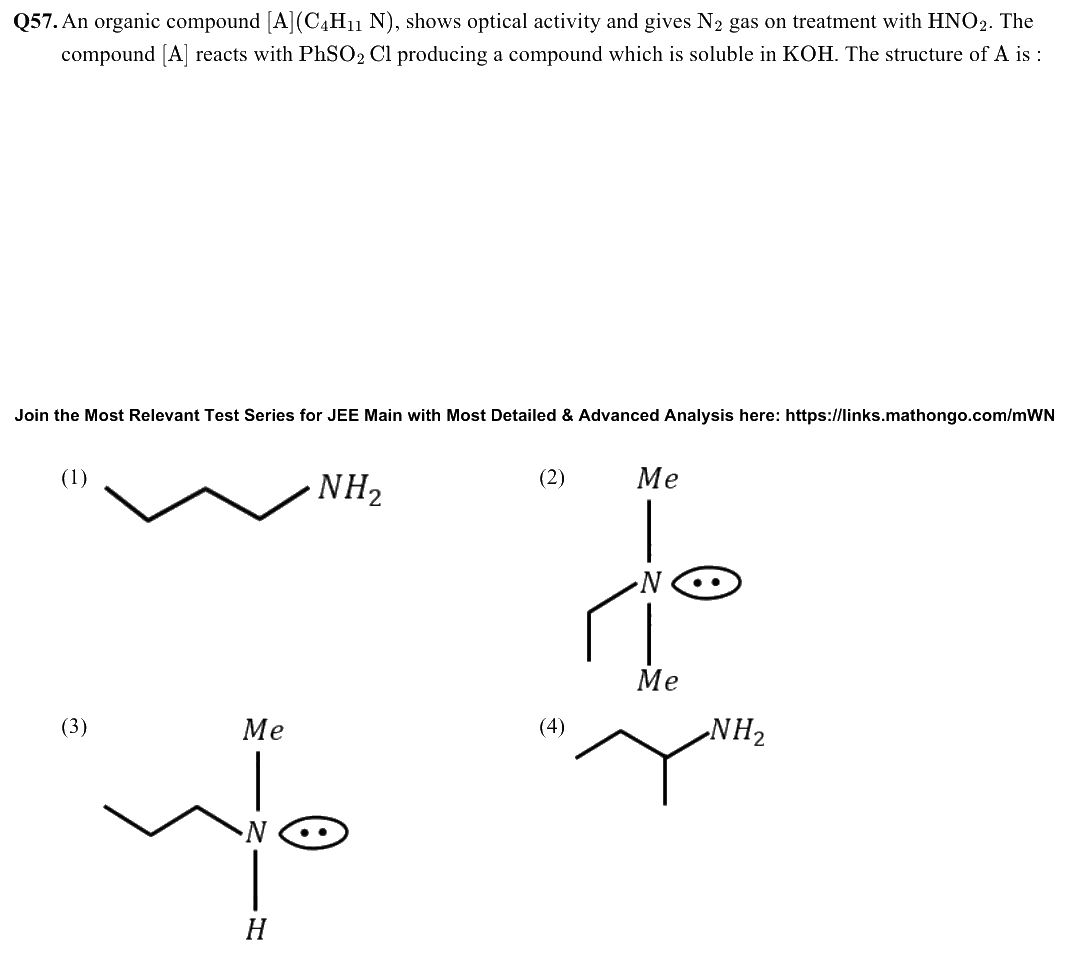 Q57. An organic compound [A](C₄H₁₁ N), shows optical activity and gives N₂ gas on treatment with HNO₂. The
compound [A] reacts with PhSO₂ Cl producing a compound which is soluble in KOH. The structure of A is :
Join the Most Relevant Test Series for JEE Main with Most Detailed & Advanced Analysis here: https://links.mathongo.com/mWN
(1) NH₂
(2) Me
N
Me
(3) Me
N
H
(4) NH₂